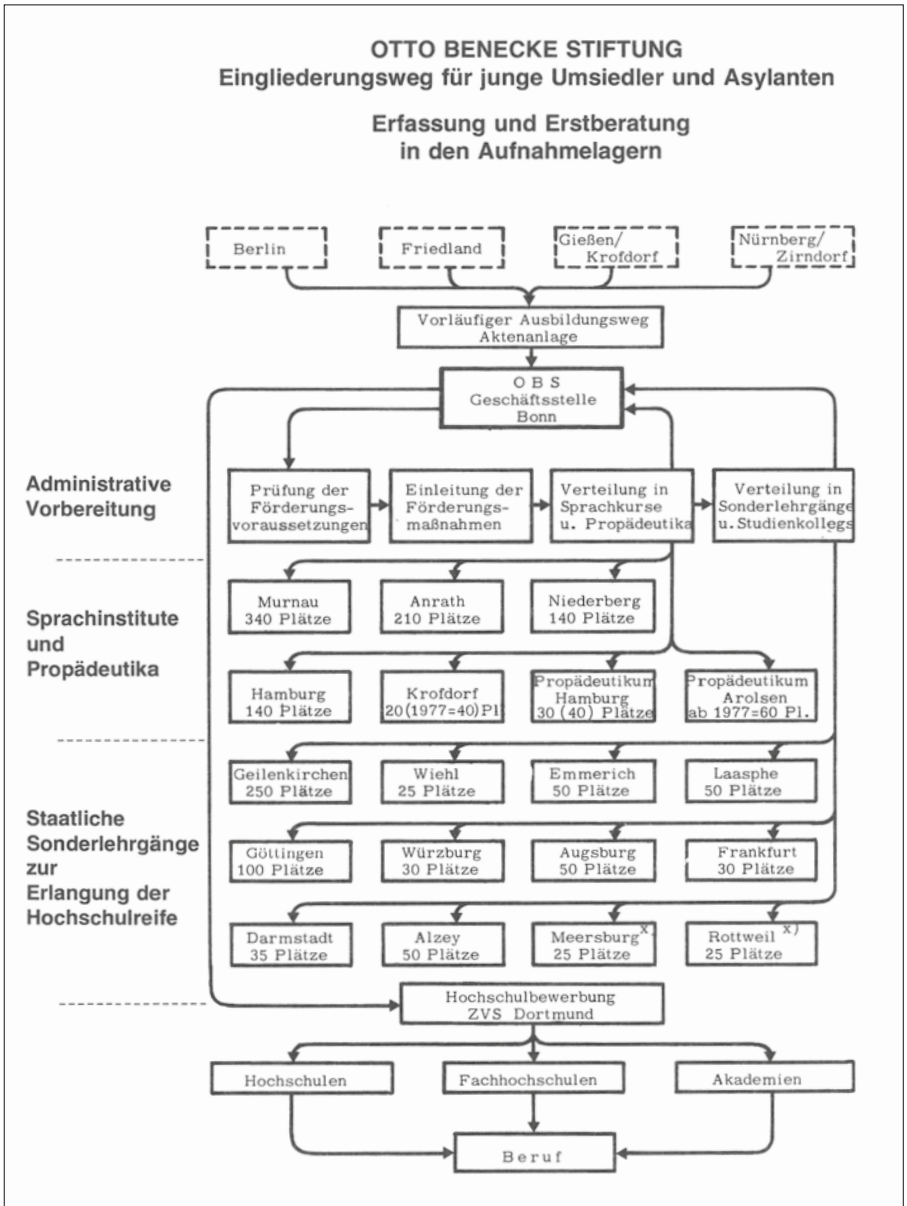 OTTO BENECKE STIFTUNG
Eingliederungsweg für junge Umsiedler und Asylanten
Erfassung und Erstberatung
in den Aufnahmelagern
Berlin
Friedland
Gießen/
Krofdorf
Nürnberg/
Zirndorf
Vorläufiger Ausbildungsweg
Aktenanlage
O B S
Geschäftsstelle
Bonn
Administrative
Vorbereitung
Prüfung der
Förderungs-
voraussetzungen
Einleitung der
Förderungs-
maßnahmen
Verteilung in
Sprachkurse
u. Propädeutika
Verteilung in
Sonderlehrgänge
u. Studienkollegs
Sprachinstitute
und
Propädeutika
Murnau
340 Plätze
Anrath
210 Plätze
Niederberg
140 Plätze
Hamburg
140 Plätze
Krofdorf
20(1977=40)Pl
Propädeutikum
Hamburg
30 (40) Plätze
Propädeutikum
Arolsen
ab 1977=60 Pl.
Staatliche
Sonderlehrgänge
zur
Erlangung der
Hochschulreife
Geilenkirchen
250 Plätze
Wiehl
25 Plätze
Emmerich
50 Plätze
Laasphe
50 Plätze
Göttingen
100 Plätze
Würzburg
30 Plätze
Augsburg
50 Plätze
Frankfurt
30 Plätze
Darmstadt
35 Plätze
Alzey
50 Plätze
Meersburg x)
25 Plätze
Rottweil x)
25 Plätze
Hochschulbewerbung
ZVS Dortmund
Hochschulen
Fachhochschulen
Akademien
Beruf